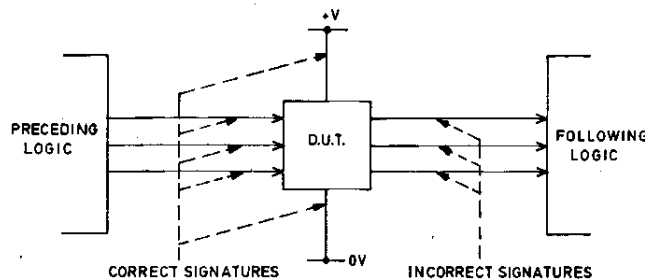 +V
PRECEDING
LOGIC
D.U.T.
FOLLOWING
LOGIC
0V
CORRECT SIGNATURES
INCORRECT SIGNATURES